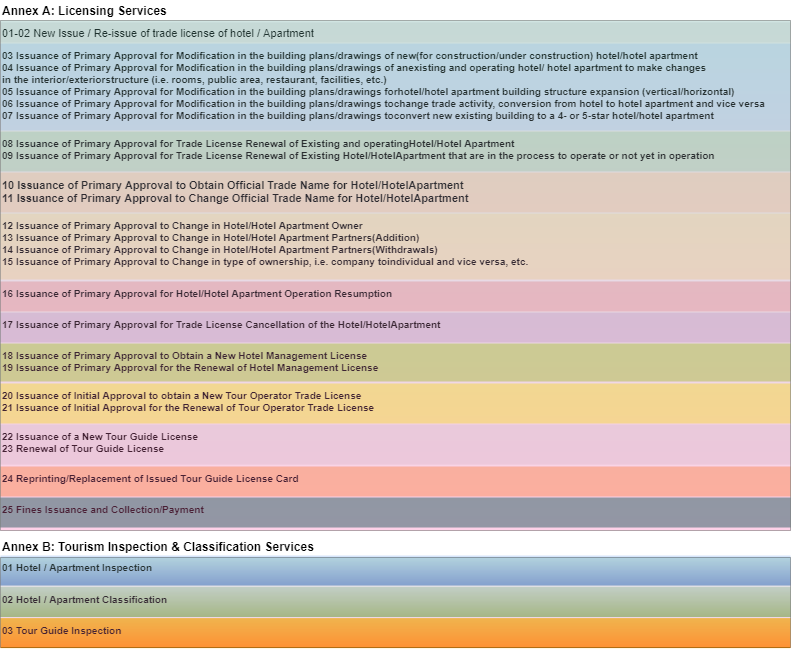 Annex A: Licensing Services
01-02 New Issue / Re-issue of trade license of hotel / Apartment
03 Issuance of Primary Approval for Modification in the building plans/drawings of new(for construction/under construction) hotel/hotel apartment
04 Issuance of Primary Approval for Modification in the building plans/drawings of anexisting and operating hotel/ hotel apartment to make changes
in the interior/exteriorstructure (i.e. rooms, public area, restaurant, facilities, etc.)
05 Issuance of Primary Approval for Modification in the building plans/drawings forhotel/hotel apartment building structure expansion (vertical/horizontal)
06 Issuance of Primary Approval for Modification in the building plans/drawings tochange trade activity, conversion from hotel to hotel apartment and vice versa
07 Issuance of Primary Approval for Modification in the building plans/drawings toconvert new existing building to a 4- or 5-star hotel/hotel apartment
08 Issuance of Primary Approval for Trade License Renewal of Existing and operatingHotel/Hotel Apartment
09 Issuance of Primary Approval for Trade License Renewal of Existing Hotel/HotelApartment that are in the process to operate or not yet in operation
10 Issuance of Primary Approval to Obtain Official Trade Name for Hotel/HotelApartment
11 Issuance of Primary Approval to Change Official Trade Name for Hotel/HotelApartment
12 Issuance of Primary Approval to Change in Hotel/Hotel Apartment Owner
13 Issuance of Primary Approval to Change in Hotel/Hotel Apartment Partners(Addition)
14 Issuance of Primary Approval to Change in Hotel/Hotel Apartment Partners(Withdrawals)
15 Issuance of Primary Approval to Change in type of ownership, i.e. company toindividual and vice versa, etc.
16 Issuance of Primary Approval for Hotel/Hotel Apartment Operation Resumption
17 Issuance of Primary Approval for Trade License Cancellation of the Hotel/HotelApartment
18 Issuance of Primary Approval to Obtain a New Hotel Management License
19 Issuance of Primary Approval for the Renewal of Hotel Management License
20 Issuance of Initial Approval to obtain a New Tour Operator Trade License
21 Issuance of Initial Approval for the Renewal of Tour Operator Trade License
22 Issuance of a New Tour Guide License
23 Renewal of Tour Guide License
24 Reprinting/Replacement of Issued Tour Guide License Card
25 Fines Issuance and Collection/Payment
Annex B: Tourism Inspection & Classification Services
01 Hotel / Apartment Inspection
02 Hotel / Apartment Classification
03 Tour Guide Inspection